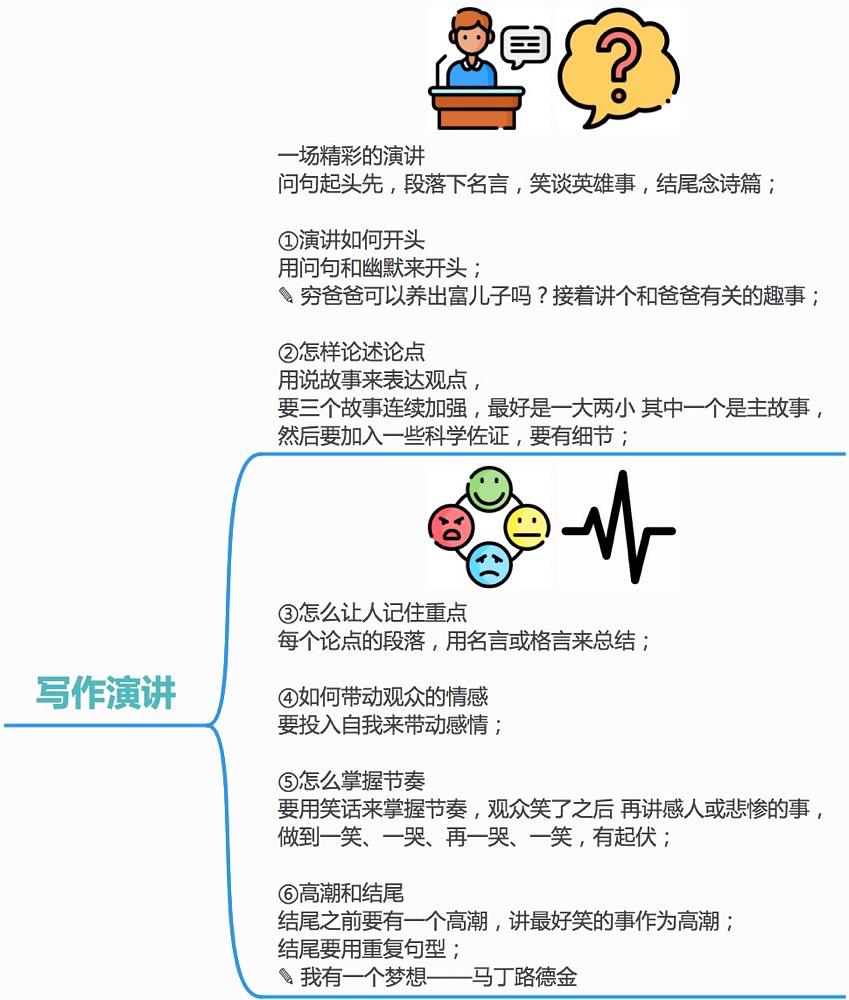 一场精彩的演讲
问句起头先，段落下名言，笑谈英雄事，结尾念诗篇；
①演讲如何开头
用问句和幽默来开头；
✎ 穷爸爸可以养出富儿子吗？接着讲个和爸爸有关的趣事；
②怎样论述论点
用说故事来表达观点，
要三个故事连续加强，最好是一大两小 其中一个是主故事，
然后要加入一些科学佐证，要有细节；
写作演讲
③怎么让人记住重点
每个论点的段落，用名言或格言来总结；
④如何带动观众的情感
要投入自我来带动感情；
⑤怎么掌握节奏
要用笑话来掌握节奏，观众笑了之后 再讲感人或悲惨的事，
做到一笑、一哭、再一哭、一笑，有起伏；
⑥高潮和结尾
结尾之前要有一个高潮，讲最好笑的事作为高潮；
结尾要用重复句型；
✎ 我有一个梦想——马丁路德金